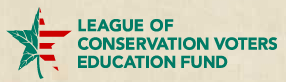 LEAGUE OF
CONSERVATION VOTERS
EDUCATION FUND